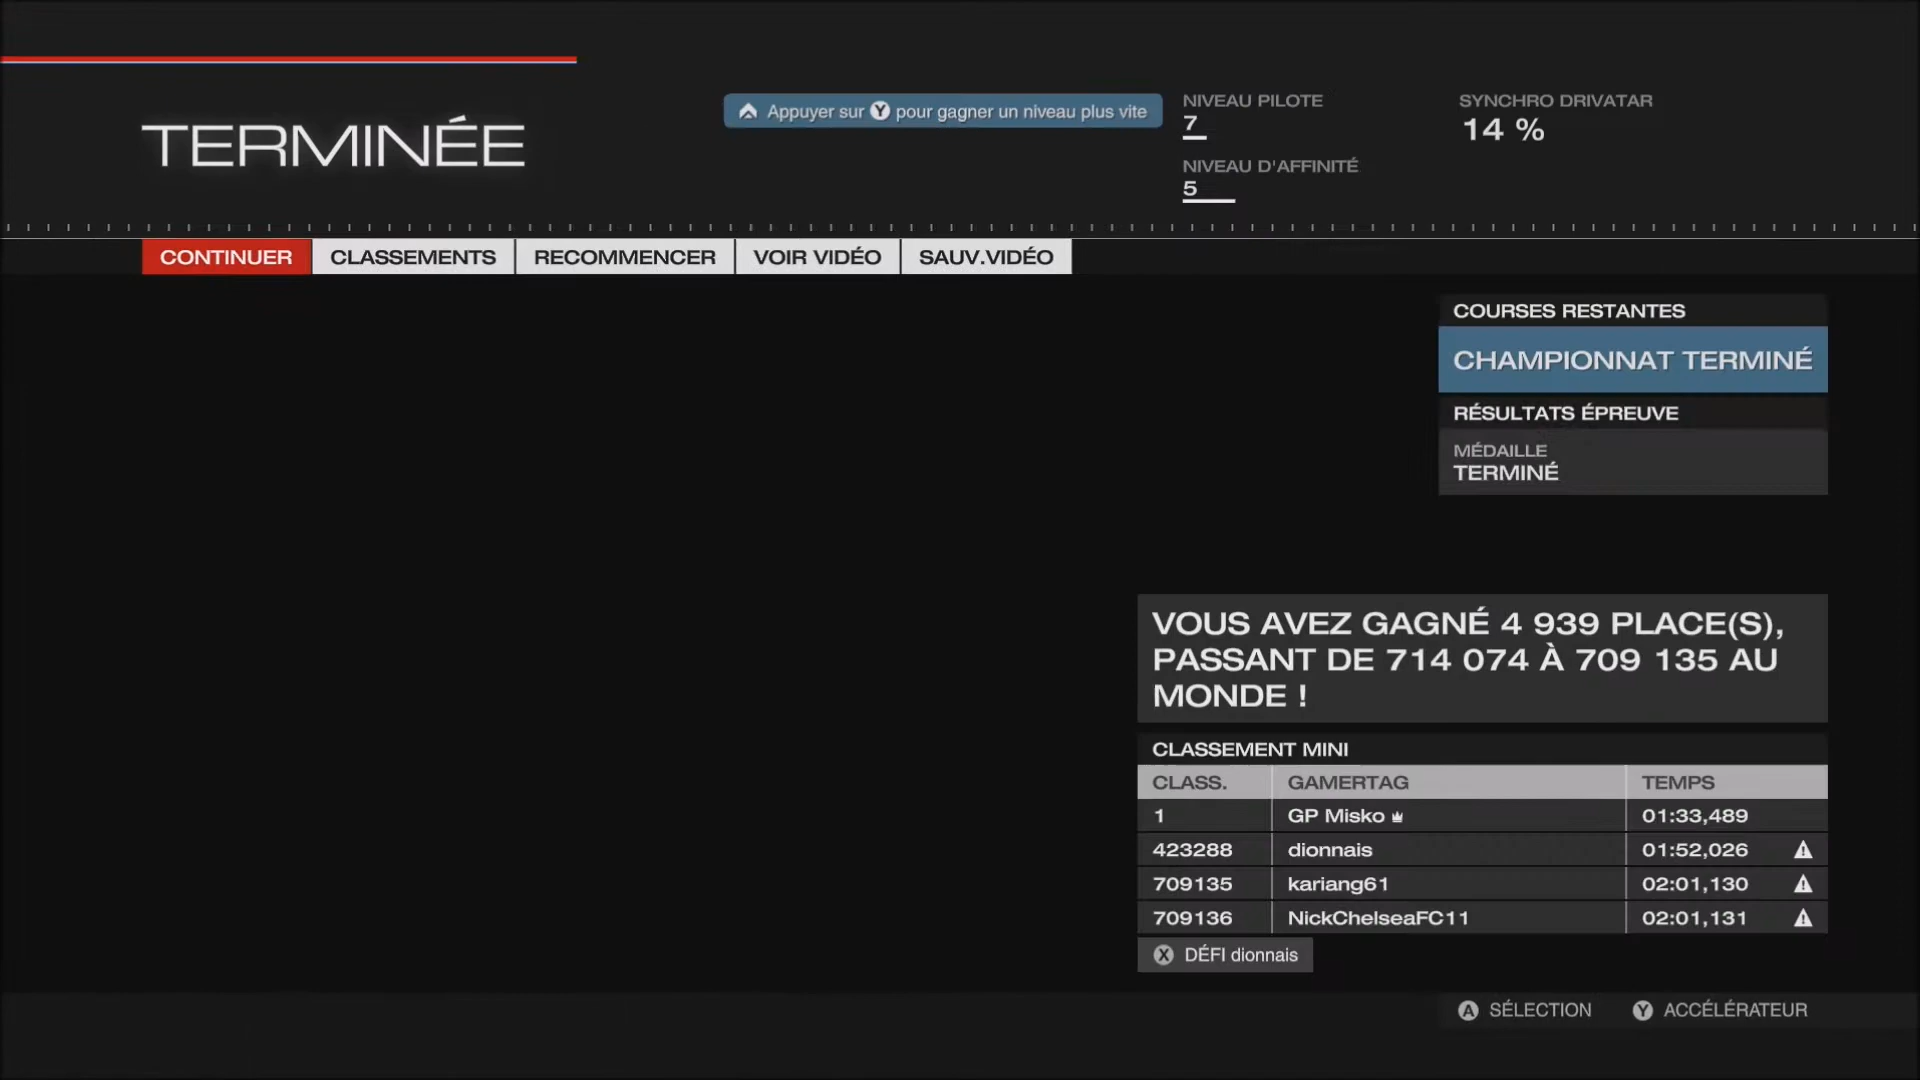 TERMINÉE
Appuyer sur Y pour gagner un niveau plus vite
NIVEAU PILOTE
7
NIVEAU D'AFFINITÉ
5
SYNCHRO DRIVATAR
14 %
CONTINUER CLASSEMENTS RECOMMENCER VOIR VIDÉO SAUV.VIDÉO
COURSES RESTANTES
CHAMPIONNAT TERMINÉ
RÉSULTATS ÉPREUVE
MÉDAILLE
TERMINÉ
VOUS AVEZ GAGNÉ 4 939 PLACE(S),
PASSANT DE 714 074 À 709 135 AU
MONDE !
CLASSEMENT MINI
CLASS. GAMERTAG TEMPS
1 GP Misko 01:33,489
423288 dionnais 01:52,026
709135 kariang61 02:01,130
709136 NickChelseaFC11 02:01,131
X DÉFI dionnais
A SÉLECTION Y ACCÉLÉRATEUR